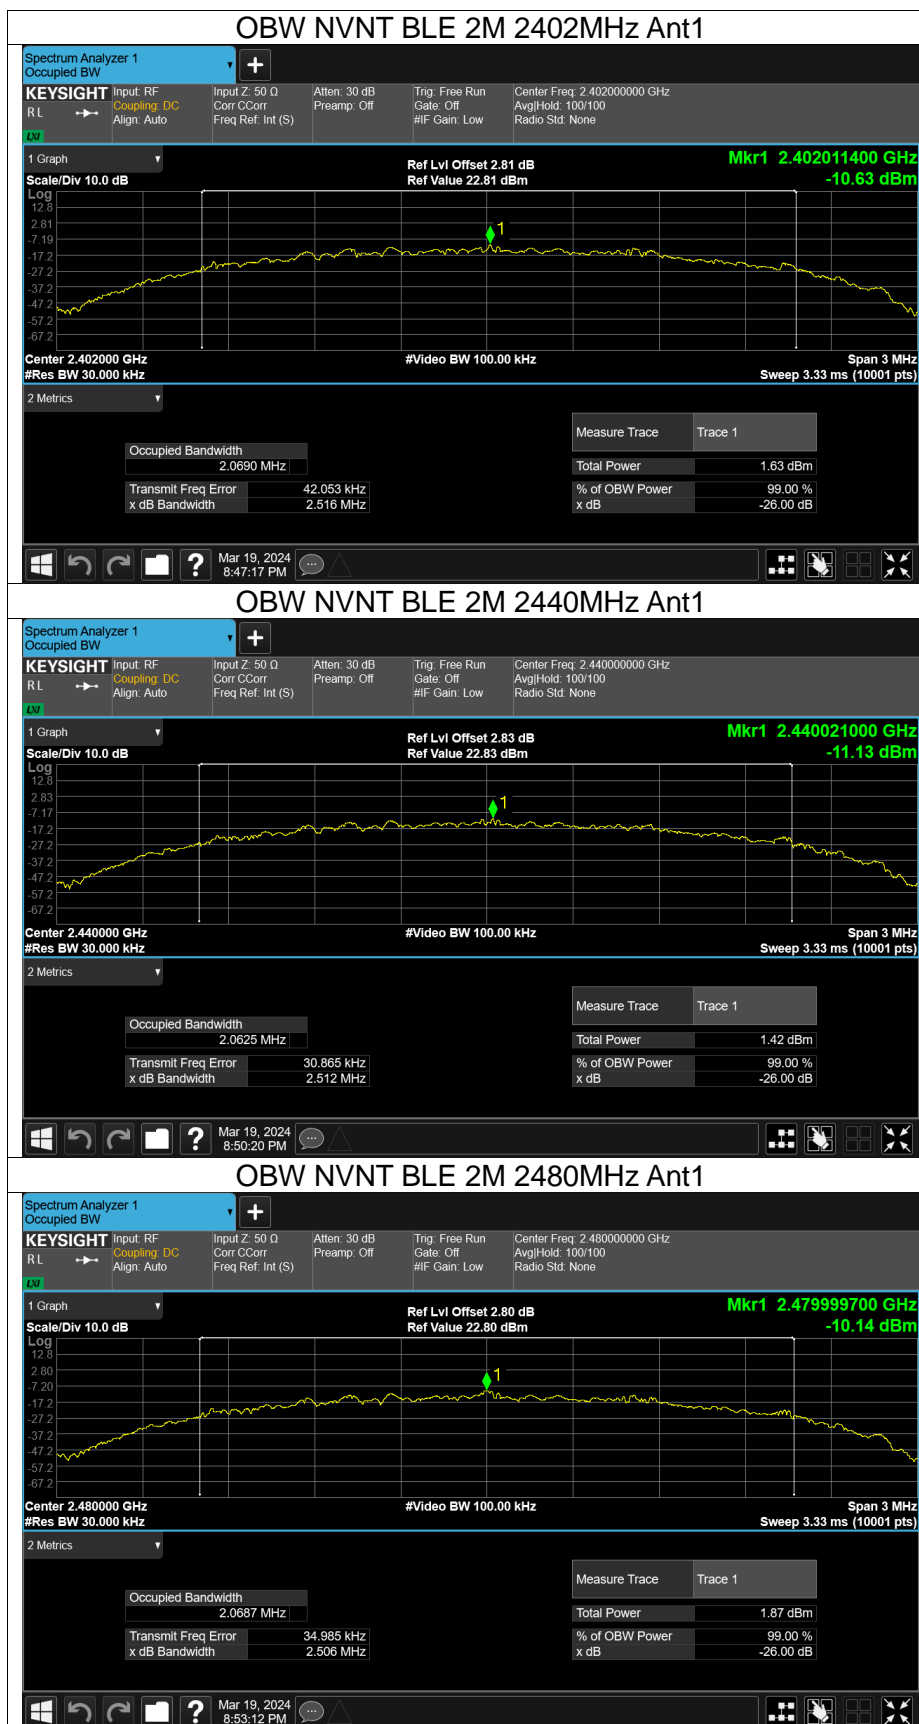 OBW NVNT BLE 2M 2402MHz Ant1
Spectrum Analyzer 1
Occupied BW
KEYSIGHT Input: RF Input Z: 50 Ω Atten: 30 dB Trig: Free Run Center Freq: 2.402000000 GHz
R L Coupling: DC Corr CCorr Preamp: Off Gate: Off Avg|Hold: 100/100
Align: Auto Freq Ref: Int (S) #IF Gain: Low Radio Std: None
LXI
1 Graph Ref Lvl Offset 2.81 dB Mkr1 2.402011400 GHz
Scale/Div 10.0 dB Ref Value 22.81 dBm -10.63 dBm
Log
12.8
2.81
1
-7.19
-17.2
-27.2
-37.2
-47.2
-57.2
-67.2
Center 2.402000 GHz #Video BW 100.00 kHz Span 3 MHz
#Res BW 30.000 kHz Sweep 3.33 ms (10001 pts)
2 Metrics
Measure Trace Trace 1
Occupied Bandwidth
2.0690 MHz Total Power 1.63 dBm
Transmit Freq Error 42.053 kHz % of OBW Power 99.00 %
x dB Bandwidth 2.516 MHz x dB -26.00 dB
Mar 19, 2024
8:47:17 PM
OBW NVNT BLE 2M 2440MHz Ant1
Spectrum Analyzer 1
Occupied BW
KEYSIGHT Input: RF Input Z: 50 Ω Atten: 30 dB Trig: Free Run Center Freq: 2.440000000 GHz
R L Coupling: DC Corr CCorr Preamp: Off Gate: Off Avg|Hold: 100/100
Align: Auto Freq Ref: Int (S) #IF Gain: Low Radio Std: None
LXI
1 Graph Ref Lvl Offset 2.83 dB Mkr1 2.440021000 GHz
Scale/Div 10.0 dB Ref Value 22.83 dBm -11.13 dBm
Log
12.8
2.83
1
-7.17
-17.2
-27.2
-37.2
-47.2
-57.2
-67.2
Center 2.440000 GHz #Video BW 100.00 kHz Span 3 MHz
#Res BW 30.000 kHz Sweep 3.33 ms (10001 pts)
2 Metrics
Measure Trace Trace 1
Occupied Bandwidth
2.0625 MHz Total Power 1.42 dBm
Transmit Freq Error 30.865 kHz % of OBW Power 99.00 %
x dB Bandwidth 2.512 MHz x dB -26.00 dB
Mar 19, 2024
8:50:20 PM
OBW NVNT BLE 2M 2480MHz Ant1
Spectrum Analyzer 1
Occupied BW
KEYSIGHT Input: RF Input Z: 50 Ω Atten: 30 dB Trig: Free Run Center Freq: 2.480000000 GHz
R L Coupling: DC Corr CCorr Preamp: Off Gate: Off Avg|Hold: 100/100
Align: Auto Freq Ref: Int (S) #IF Gain: Low Radio Std: None
LXI
1 Graph Ref Lvl Offset 2.80 dB Mkr1 2.479999700 GHz
Scale/Div 10.0 dB Ref Value 22.80 dBm -10.14 dBm
Log
12.8
2.80
1
-7.20
-17.2
-27.2
-37.2
-47.2
-57.2
-67.2
Center 2.480000 GHz #Video BW 100.00 kHz Span 3 MHz
#Res BW 30.000 kHz Sweep 3.33 ms (10001 pts)
2 Metrics
Measure Trace Trace 1
Occupied Bandwidth
2.0687 MHz Total Power 1.87 dBm
Transmit Freq Error 34.985 kHz % of OBW Power 99.00 %
x dB Bandwidth 2.506 MHz x dB -26.00 dB
Mar 19, 2024
8:53:12 PM